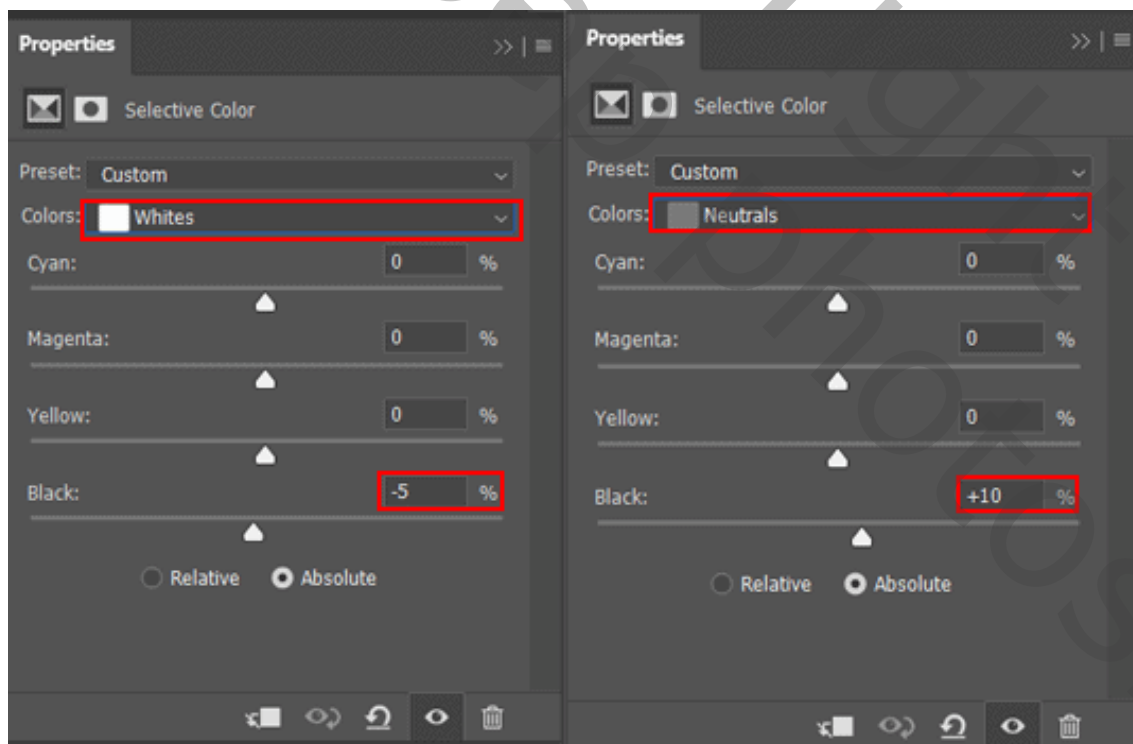 Properties
Selective Color
Preset: Custom
Colors: Whites
Cyan: 0 %
Magenta: 0 %
Yellow: 0 %
Black: -5 %
Relative Absolute
Properties
Selective Color
Preset: Custom
Colors: Neutrals
Cyan: 0 %
Magenta: 0 %
Yellow: 0 %
Black: +10 %
Relative Absolute
photos